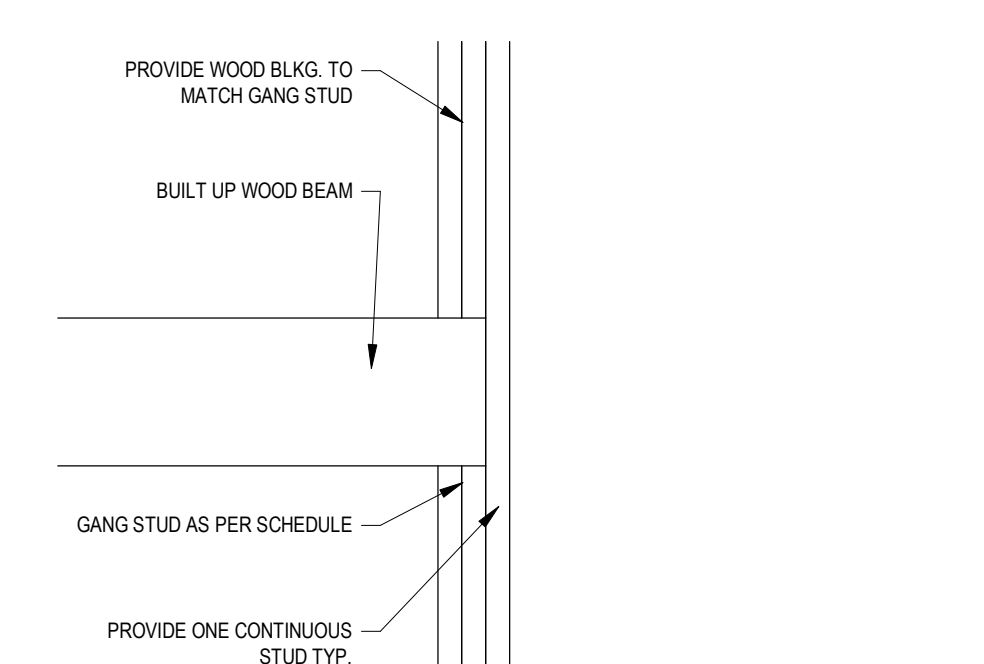 PROVIDE WOOD BLKG. TO
MATCH GANG STUD
BUILT UP WOOD BEAM
GANG STUD AS PER SCHEDULE
PROVIDE ONE CONTINUOUS
STUD TYP.